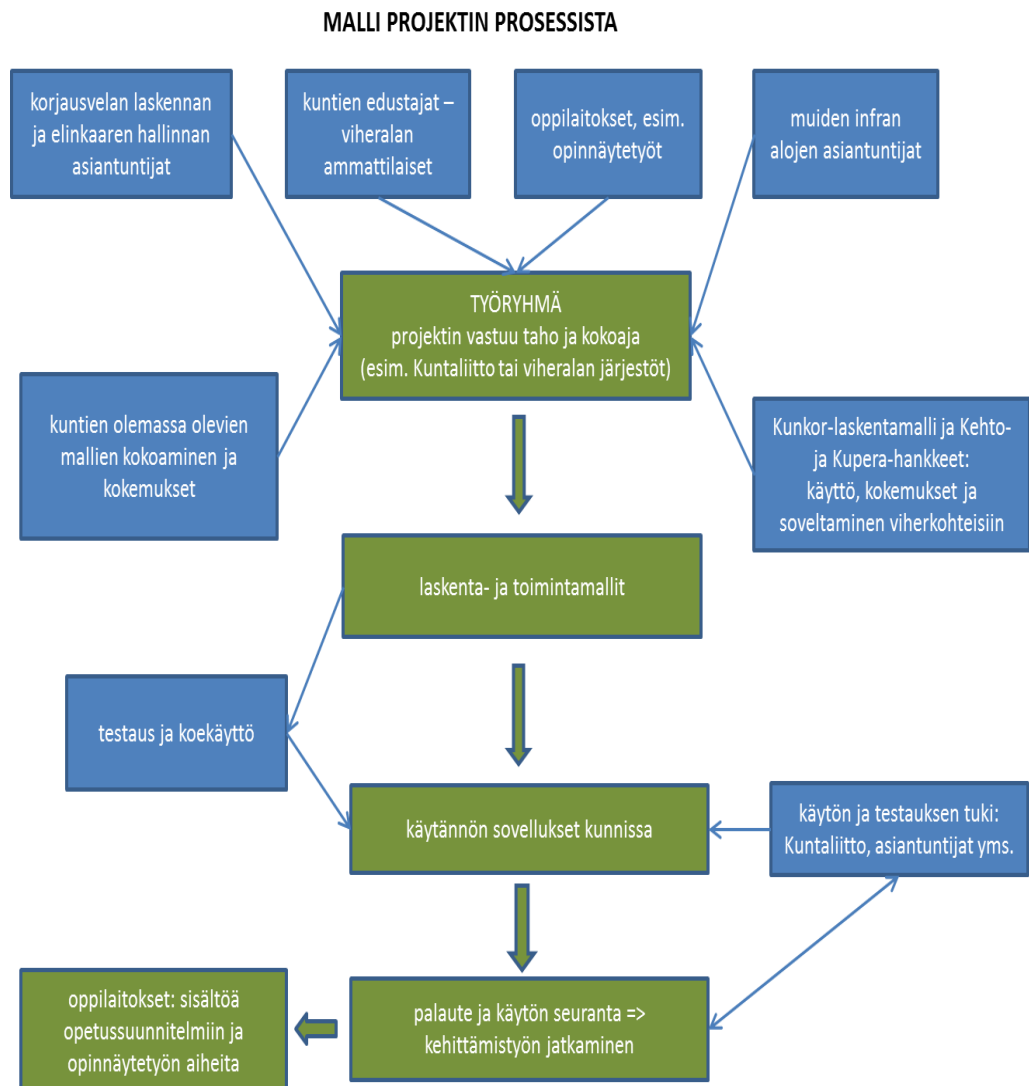 MALLI PROJEKTIN PROSESSISTA
korjausvelan laskennan
ja elinkaaren hallinnan
asiantuntijat
kuntien edustajat –
viheralan
ammattilaiset
oppilaitokset, esim.
opinnäytetyöt
muiden infran
alojen asiantuntijat
TYÖRYHMÄ
projektin vastuu taho ja kokoaja
(esim. Kuntaliitto tai viheralan järjestöt)
kuntien olemassa olevien
mallien kokoaminen ja
kokemukset
Kunkor-laskentamalli ja Kehto-
ja Kupera-hankkeet:
käyttö, kokemukset ja
soveltaminen viherkohteisiin
laskenta- ja toimintamallit
testaus ja koekäyttö
käytännön sovellukset kunnissa
käytön ja testauksen tuki:
Kuntaliitto, asiantuntijat yms.
palaute ja käytön seuranta =>
kehittämistyön jatkaminen
oppilaitokset: sisältöä
opetussuunnitelmiin ja
opinnäytetyön aiheita